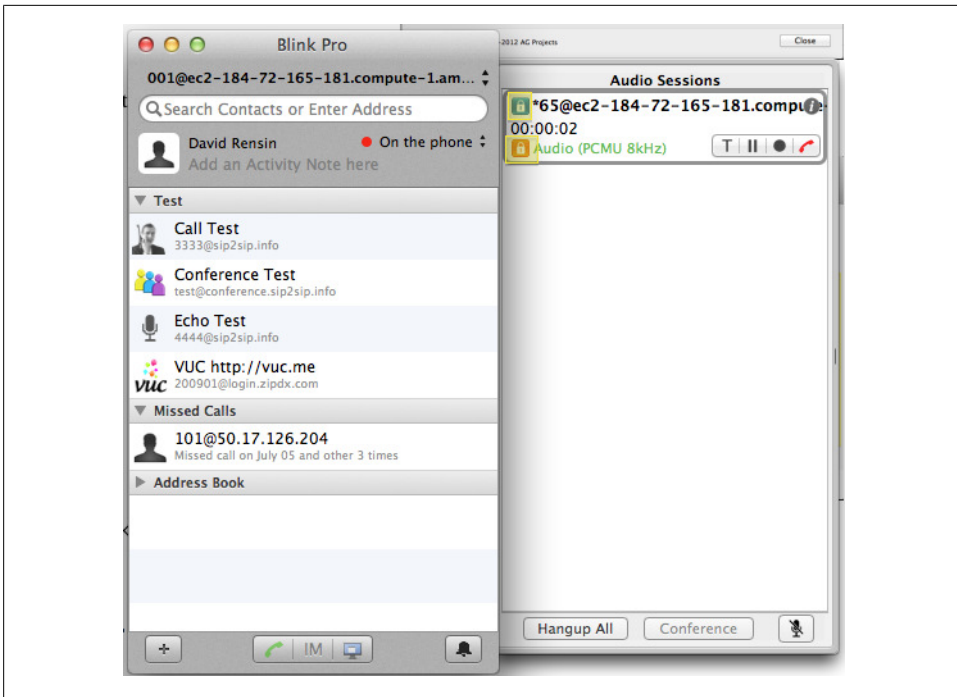 Blink Pro
001@ec2-184-72-165-181.compute-1.am...
Search Contacts or Enter Address
David Rensin
On the phone
Add an Activity Note here
Test
Call Test
3333@sip2sip.info
Conference Test
test@conference.sip2sip.info
Echo Test
4444@sip2sip.info
VUC http://vuc.me
vuc
200901@login.zipdx.com
Missed Calls
101@50.17.126.204
Missed call on July 05 and other 3 times
Address Book
IM
-2012 AG Projects
Close
Audio Sessions
*65@ec2-184-72-165-181.compute-
00:00:02
Audio (PCMU 8kHz)
T
Hangup All
Conference